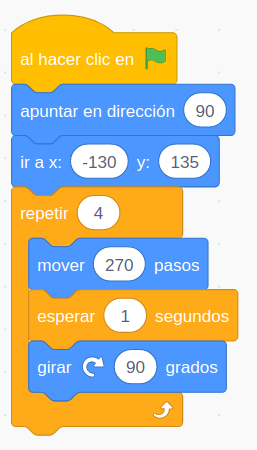 al hacer clic en
apuntar en dirección 90
ir a x: -130 y: 135
repetir 4
mover 270 pasos
esperar 1 segundos
girar 90 grados